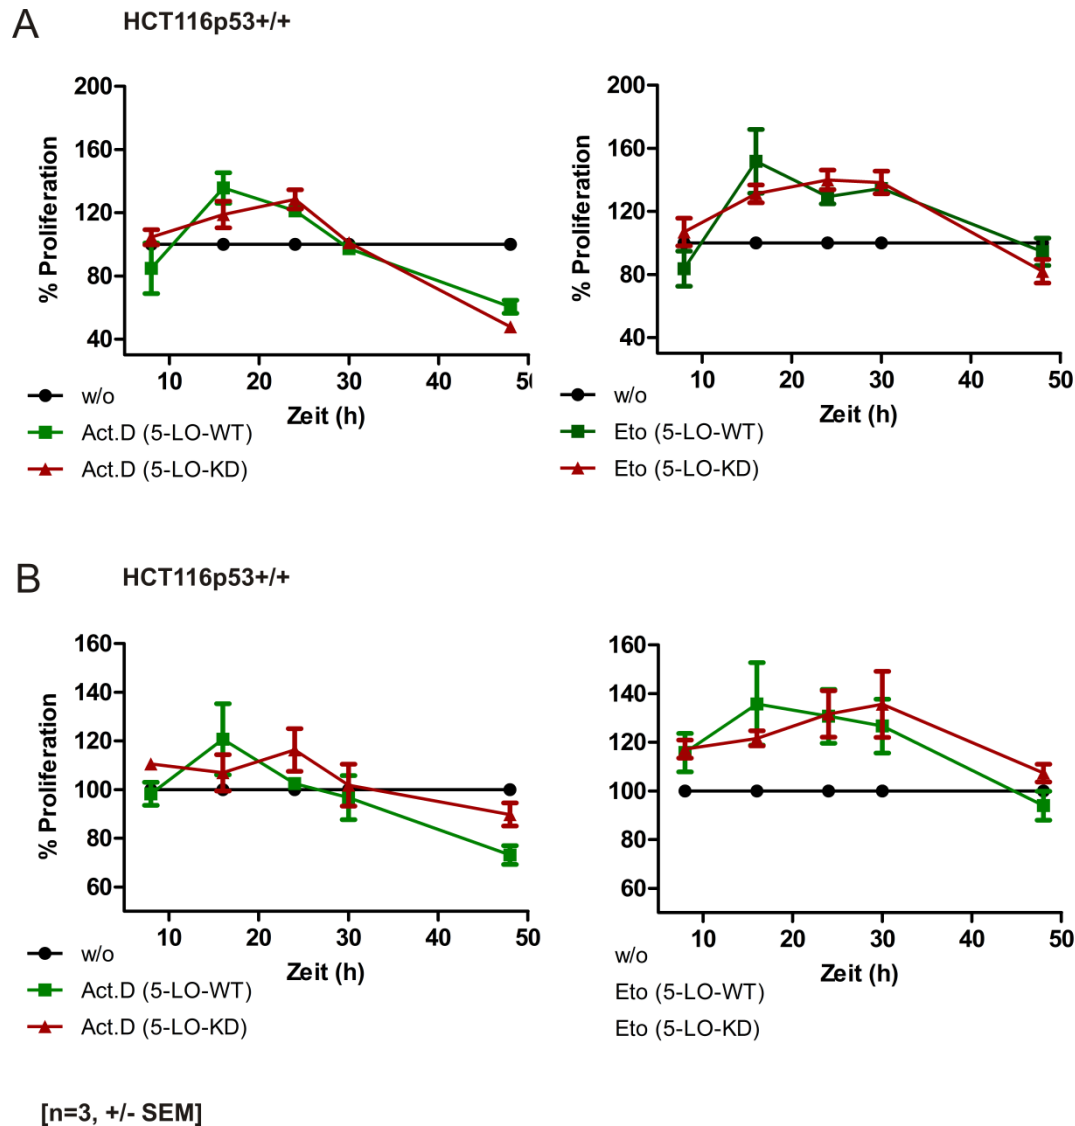 A
HCT116p53+/+
200
160
120
80
40
% Proliferation
10 20 30 40 50
Zeit (h)
w/o
Act.D (5-LO-WT)
Act.D (5-LO-KD)
200
160
120
80
40
% Proliferation
10 20 30 40 50
Zeit (h)
w/o
Eto (5-LO-WT)
Eto (5-LO-KD)
B
HCT116p53+/+
160
140
120
100
80
60
% Proliferation
10 20 30 40 50
Zeit (h)
w/o
Act.D (5-LO-WT)
Act.D (5-LO-KD)
160
140
120
100
80
60
% Proliferation
10 20 30 40 50
Zeit (h)
w/o
Eto (5-LO-WT)
Eto (5-LO-KD)
[n=3, +/- SEM]